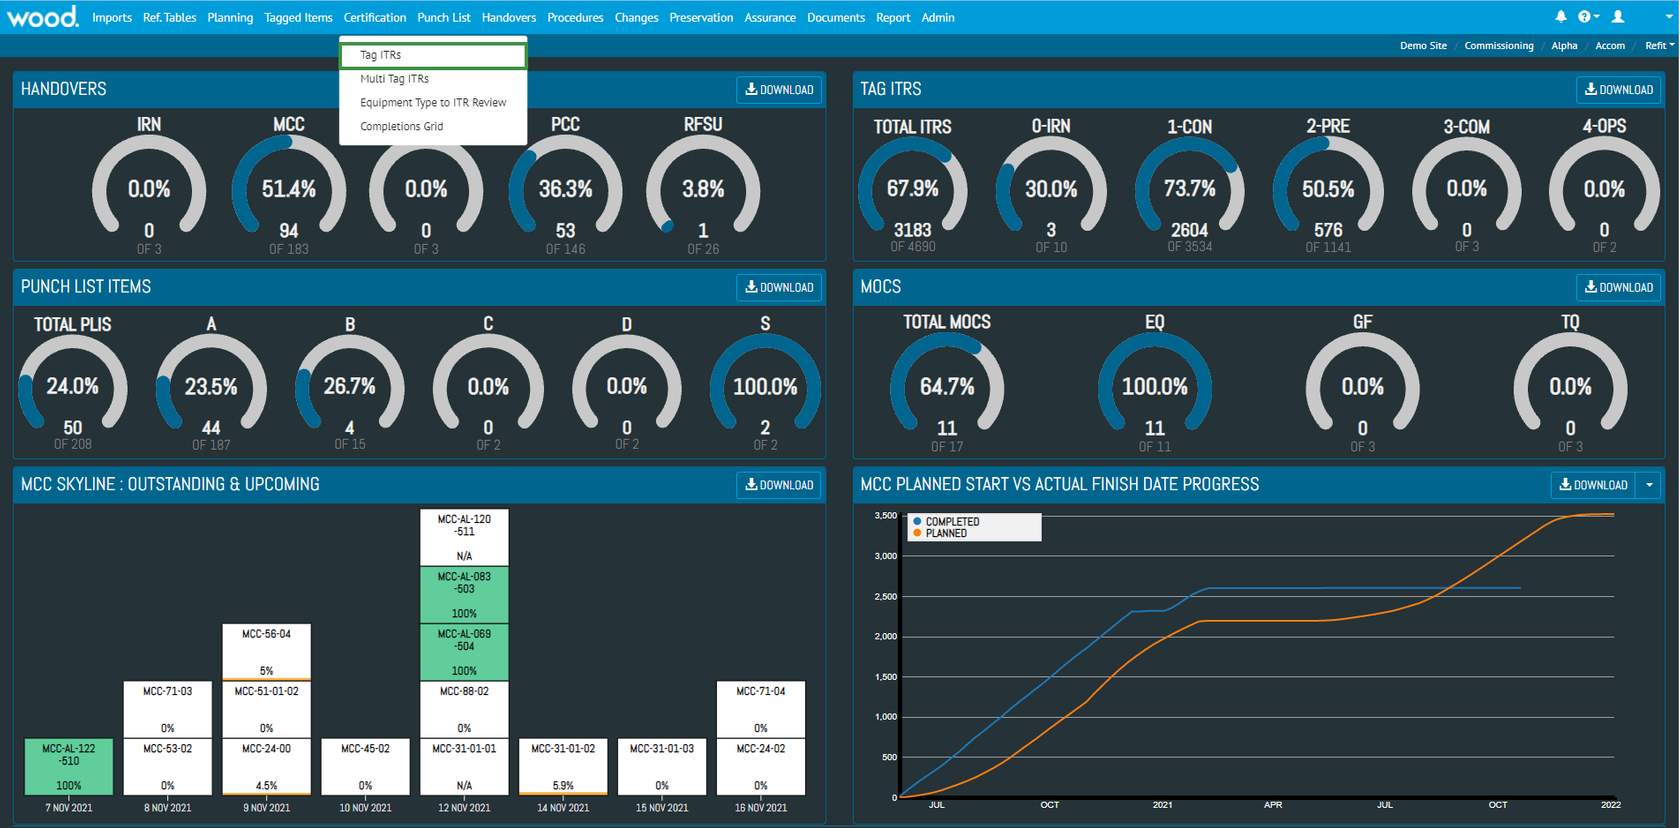 wood.
Imports Ref. Tables Planning Tagged Items Certification Punch List Handovers Procedures Changes Preservation Assurance Documents Report Admin
Demo Site / Commissioning / Alpha / Accom / Refit
Tag ITRs
Multi Tag ITRs
Equipment Type to ITR Review
Completions Grid
HANDOVERS
DOWNLOAD
IRN MCC PCC RFSU
0.0% 51.4% 0.0% 36.3% 3.8%
0 94 0 53 1
OF 3 OF 183 OF 3 OF 146 OF 26
TAG ITRS
DOWNLOAD
TOTAL ITRS 0-IRN 1-CON 2-PRE 3-COM 4-OPS
67.9% 30.0% 73.7% 50.5% 0.0% 0.0%
3183 3 2604 576 0 0
OF 4690 OF 10 OF 3534 OF 1141 OF 3 OF 2
PUNCH LIST ITEMS
DOWNLOAD
TOTAL PLIS A B C D S
24.0% 23.5% 26.7% 0.0% 0.0% 100.0%
50 44 4 0 0 2
OF 208 OF 187 OF 15 OF 2 OF 2 OF 2
MOCS
DOWNLOAD
TOTAL MOCS EQ GF TQ
64.7% 100.0% 0.0% 0.0%
11 11 0 0
OF 17 OF 11 OF 3 OF 3
MCC SKYLINE : OUTSTANDING & UPCOMING
DOWNLOAD
MCC-AL-120
-511
N/A
MCC-AL-083
-503
100%
MCC-56-04 MCC-AL-069
-504
5% 100%
MCC-71-03 MCC-51-01-02 MCC-88-02 MCC-71-04
0% 0% 0% 0%
MCC-AL-122 MCC-53-02 MCC-24-00 MCC-45-02 MCC-31-01-01 MCC-31-01-02 MCC-31-01-03 MCC-24-02
-510
100% 0% 4.5% 0% N/A 5.9% 0% 0%
7 NOV 2021 8 NOV 2021 9 NOV 2021 10 NOV 2021 12 NOV 2021 14 NOV 2021 15 NOV 2021 16 NOV 2021
MCC PLANNED START VS ACTUAL FINISH DATE PROGRESS
DOWNLOAD
COMPLETED
PLANNED
3,500
3,000
2,500
2,000
1,500
1,000
500
0
JUL OCT 2021 APR JUL OCT 2022